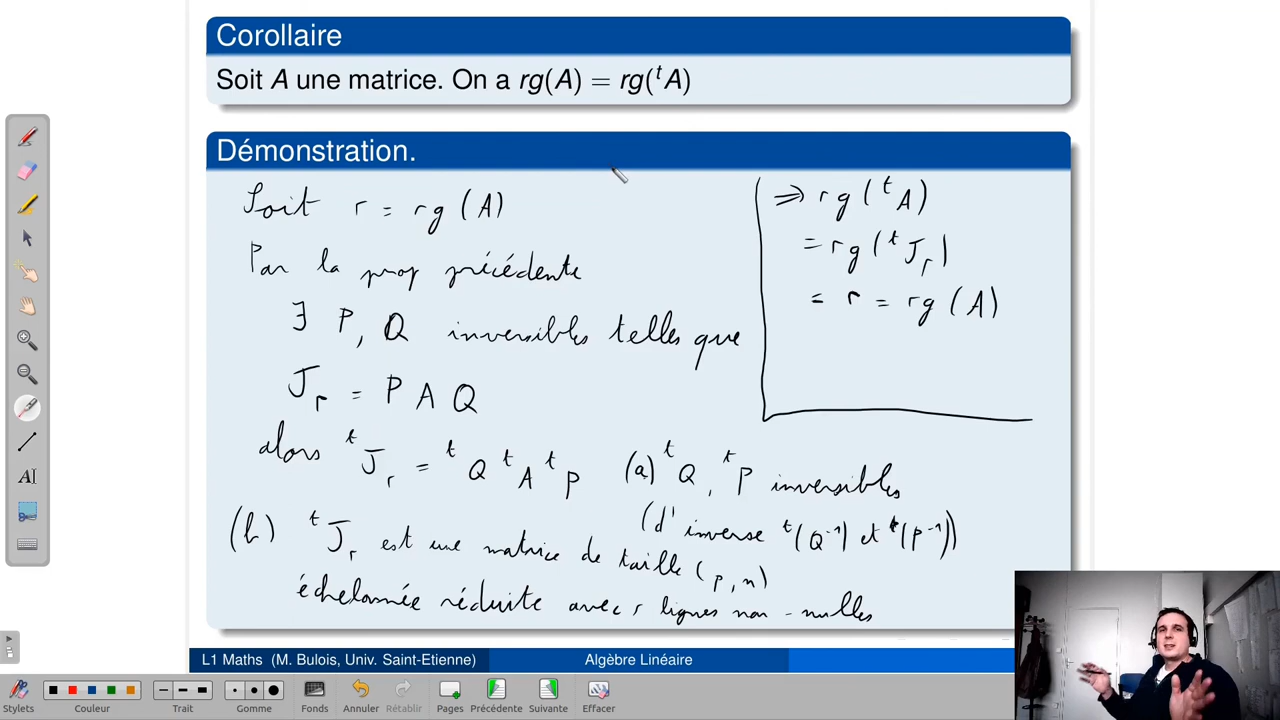 Corollaire
Soit A une matrice. On a rg(A) = rg(ᵗA)
Démonstration.
Soit r = rg (A)
Par la prop précédente
∃ P, Q inversibles telles que
Jᵣ = P A Q
alors ᵗJᵣ = ᵗQ ᵗA ᵗP (a) ᵗQ, ᵗP inversibles
(d' inverse ᵗ(Q⁻¹) et ᵗ(P⁻¹))
(b) ᵗJᵣ est une matrice de taille (p, n)
échelonnée réduite avec r lignes non-nulles
⇒ rg (ᵗA)
= rg (ᵗJᵣ)
= r = rg (A)
L1 Maths (M. Bulois, Univ. Saint-Etienne) Algèbre Linéaire
Stylets Couleur Trait Gomme Fonds Annuler Rétablir Pages Précédente Suivante Effacer